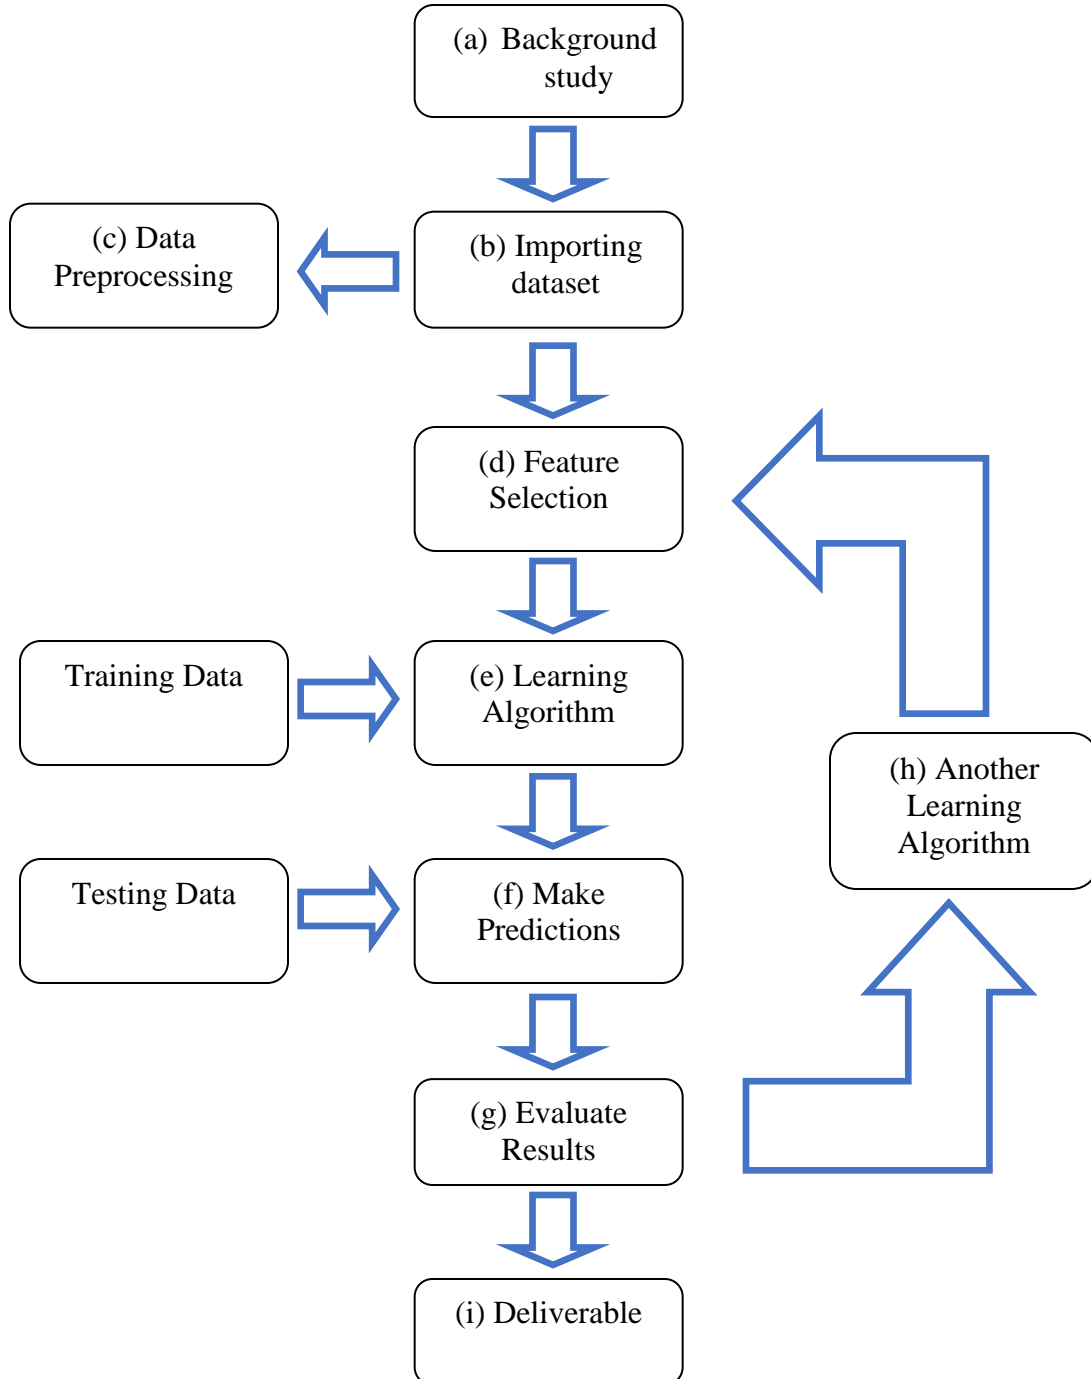 (a) Background
study
(c) Data
Preprocessing
(b) Importing
dataset
(d) Feature
Selection
Training Data
(e) Learning
Algorithm
(h) Another
Learning
Algorithm
Testing Data
(f) Make
Predictions
(g) Evaluate
Results
(i) Deliverable